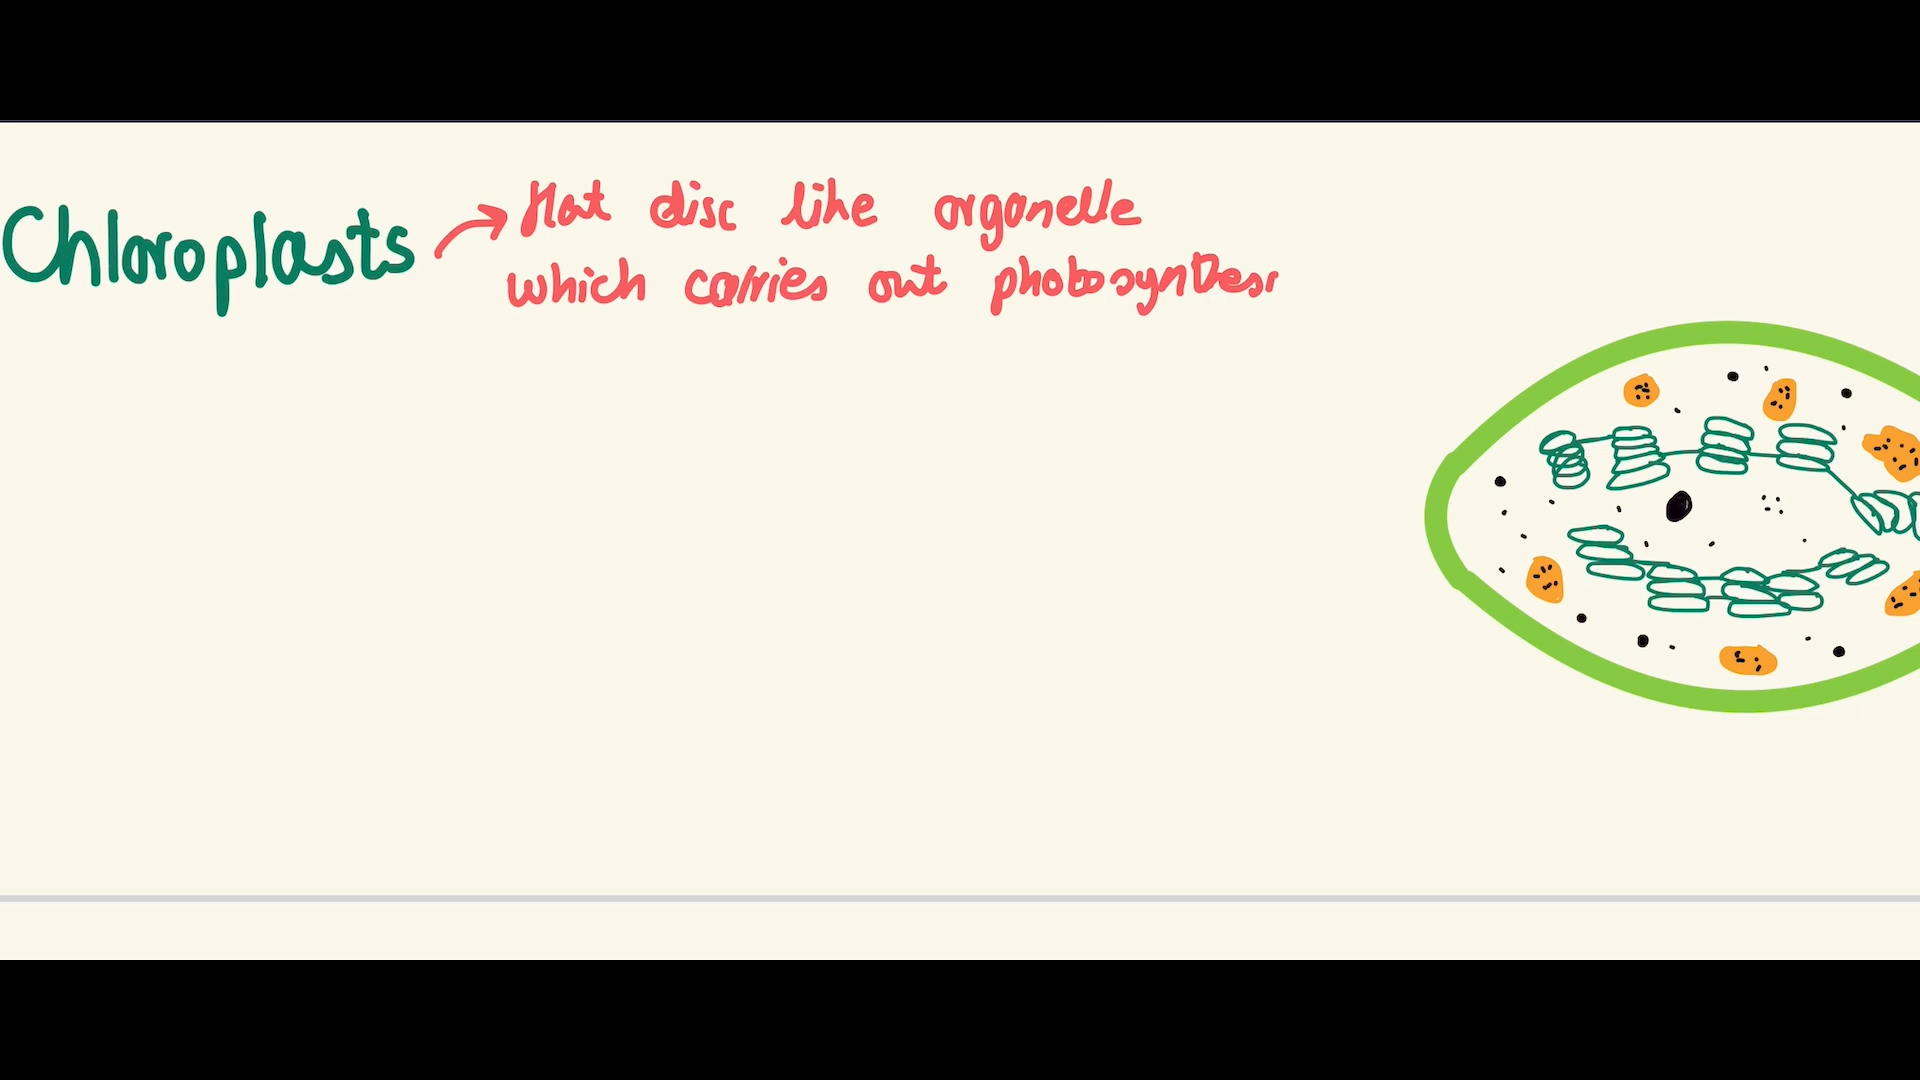 Chloroplasts
flat disc like organelle
which carries out photosynthesi